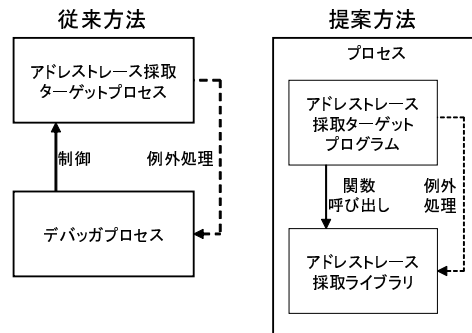 従来方法
アドレストレース採取
ターゲットプロセス
制御
例外処理
デバッガプロセス
提案方法
プロセス
アドレストレース
採取ターゲット
プログラム
関数
呼び出し
例外
処理
アドレストレース
採取ライブラリ